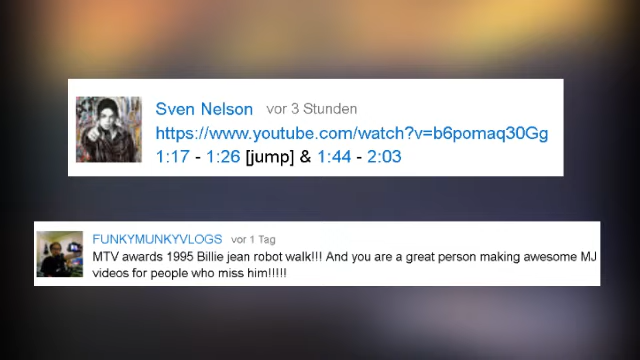 Sven Nelson vor 3 Stunden
https://www.youtube.com/watch?v=b6pomaq30Gg
1:17 - 1:26 [jump] & 1:44 - 2:03
FUNKYMUNKYVLOGS vor 1 Tag
MTV awards 1995 Billie jean robot walk!!! And you are a great person making awesome MJ
videos for people who miss him!!!!!